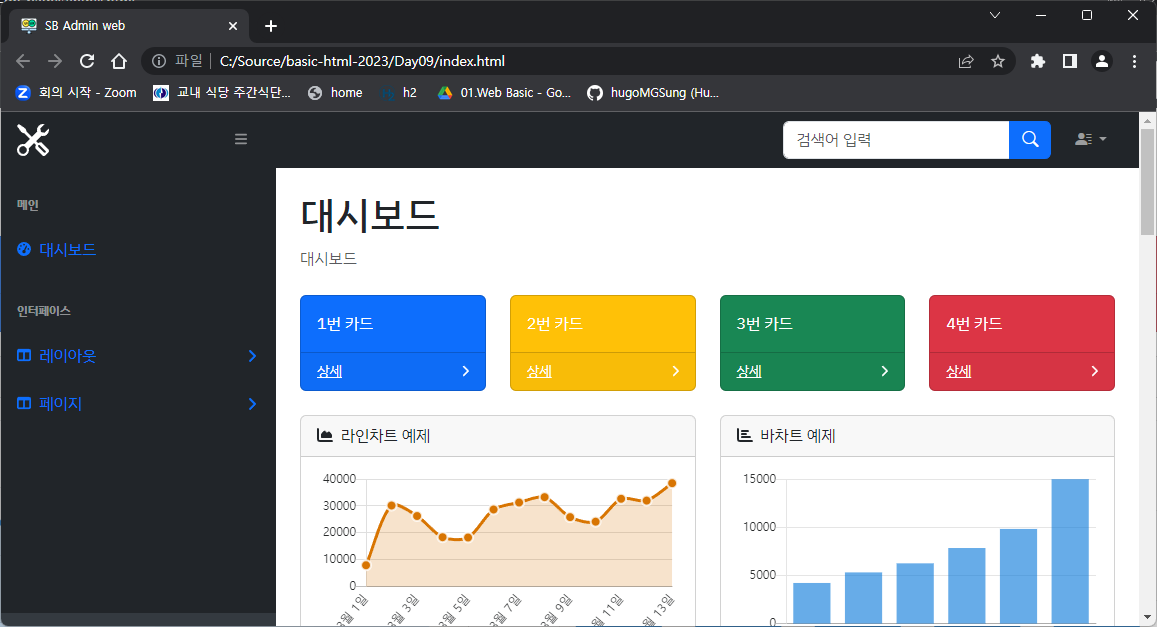 SB Admin web
파일 C:/Source/basic-html-2023/Day09/index.html
회의 시작 - Zoom 교내 식당 주간식단... home h2 01.Web Basic - Go... hugoMGSung (Hu...
검색어 입력
메인
대시보드
인터페이스
레이아웃
페이지
대시보드
대시보드
1번 카드
상세
2번 카드
상세
3번 카드
상세
4번 카드
상세
라인차트 예제
40000
30000
20000
10000
0
3월 1일 3월 3일 3월 5일 3월 7일 3월 9일 월 11일 월 13일
바차트 예제
15000
10000
5000
0